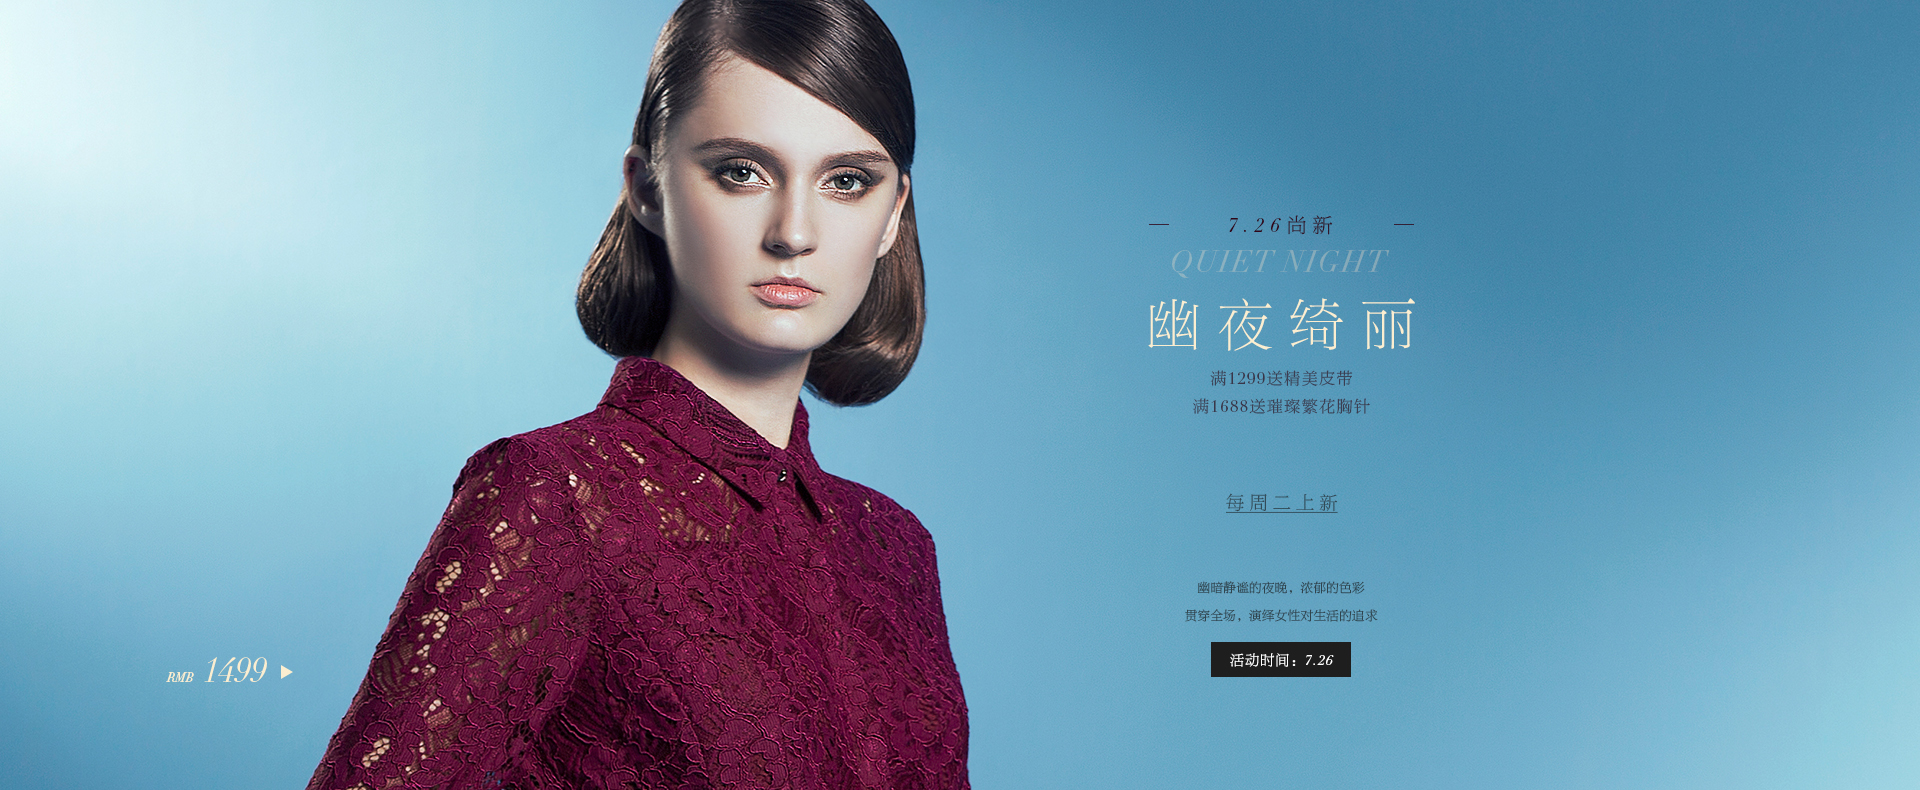 7.26尚新
QUIET NIGHT
幽夜绮丽
满1299送精美皮带
满1688送璀璨繁花胸针
每周二上新
幽暗静谧的夜晚，浓郁的色彩
贯穿全场，演绎女性对生活的追求
活动时间：7.26
RMB 1499